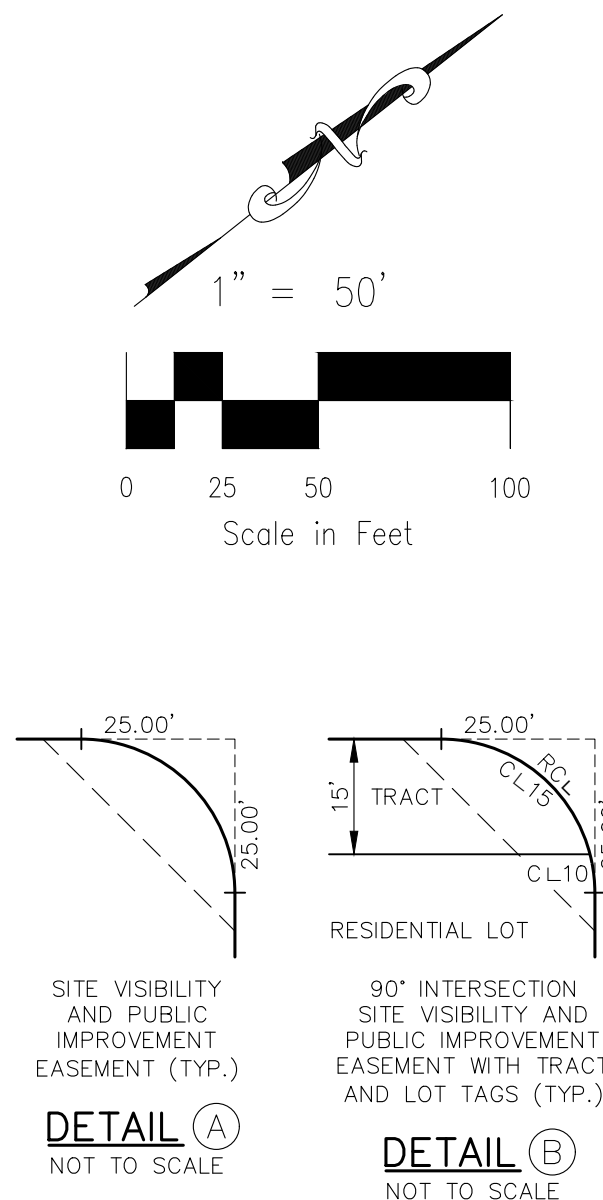 N
1" = 50'
0 25 50 100
Scale in Feet
25.00'
25.00'
SITE VISIBILITY
AND PUBLIC
IMPROVEMENT
EASEMENT (TYP.)
DETAIL A
NOT TO SCALE
25.00'
RCL
CL15
15'
TRACT
CL10
RESIDENTIAL LOT
90° INTERSECTION
SITE VISIBILITY AND
PUBLIC IMPROVEMENT
EASEMENT WITH TRACT
AND LOT TAGS (TYP.)
DETAIL B
NOT TO SCALE